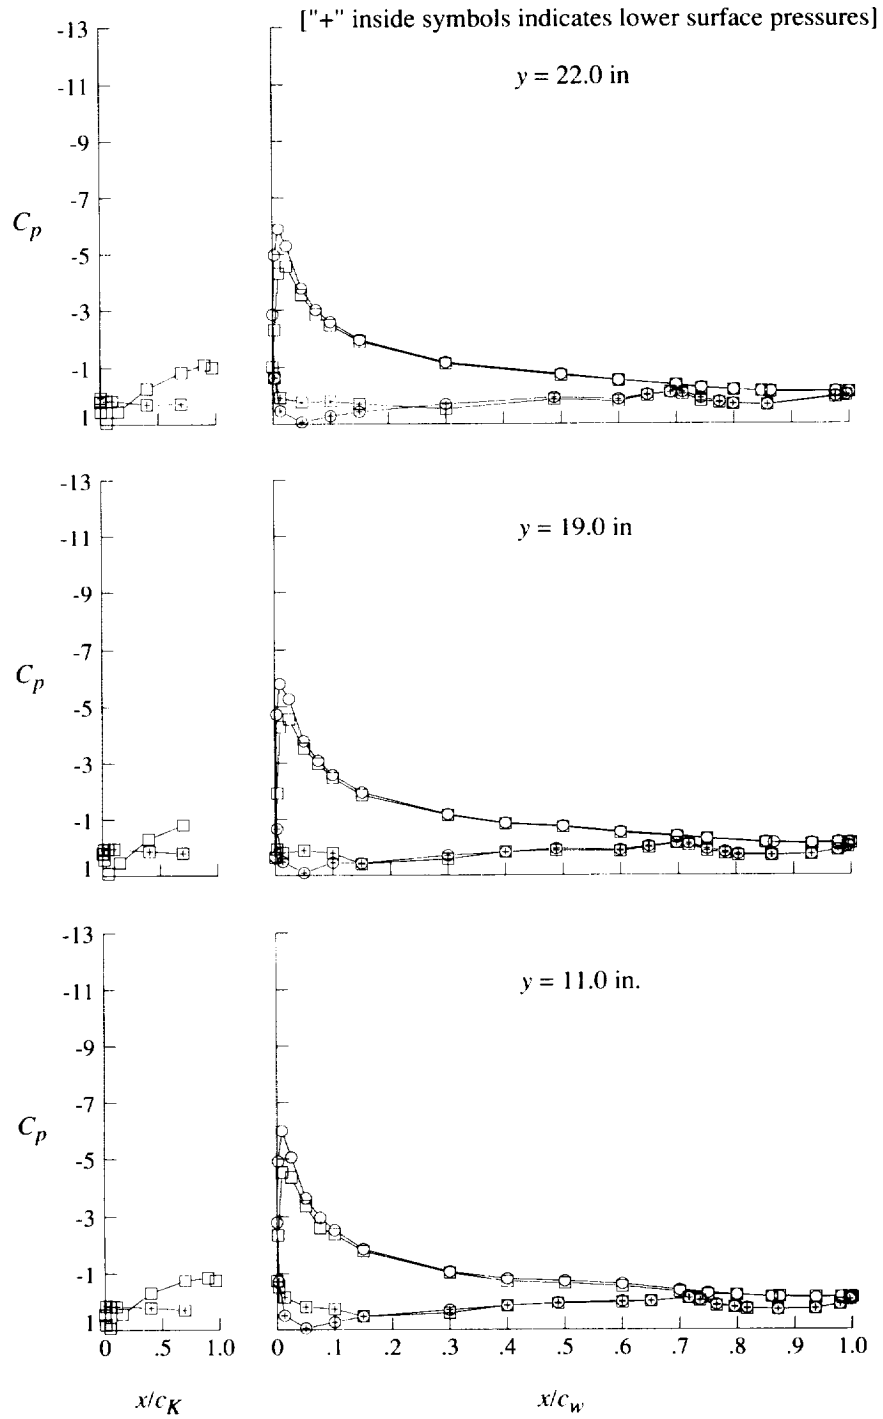 ["+" inside symbols indicates lower surface pressures]
-13
-11
-9
-7
-5
-3
-1
1
C_p
y = 22.0 in
-13
-11
-9
-7
-5
-3
-1
1
C_p
y = 19.0 in
-13
-11
-9
-7
-5
-3
-1
1
C_p
y = 11.0 in.
0 .5 1.0
0 .1 .2 .3 .4 .5 .6 .7 .8 .9 1.0
x/c_K
x/c_w